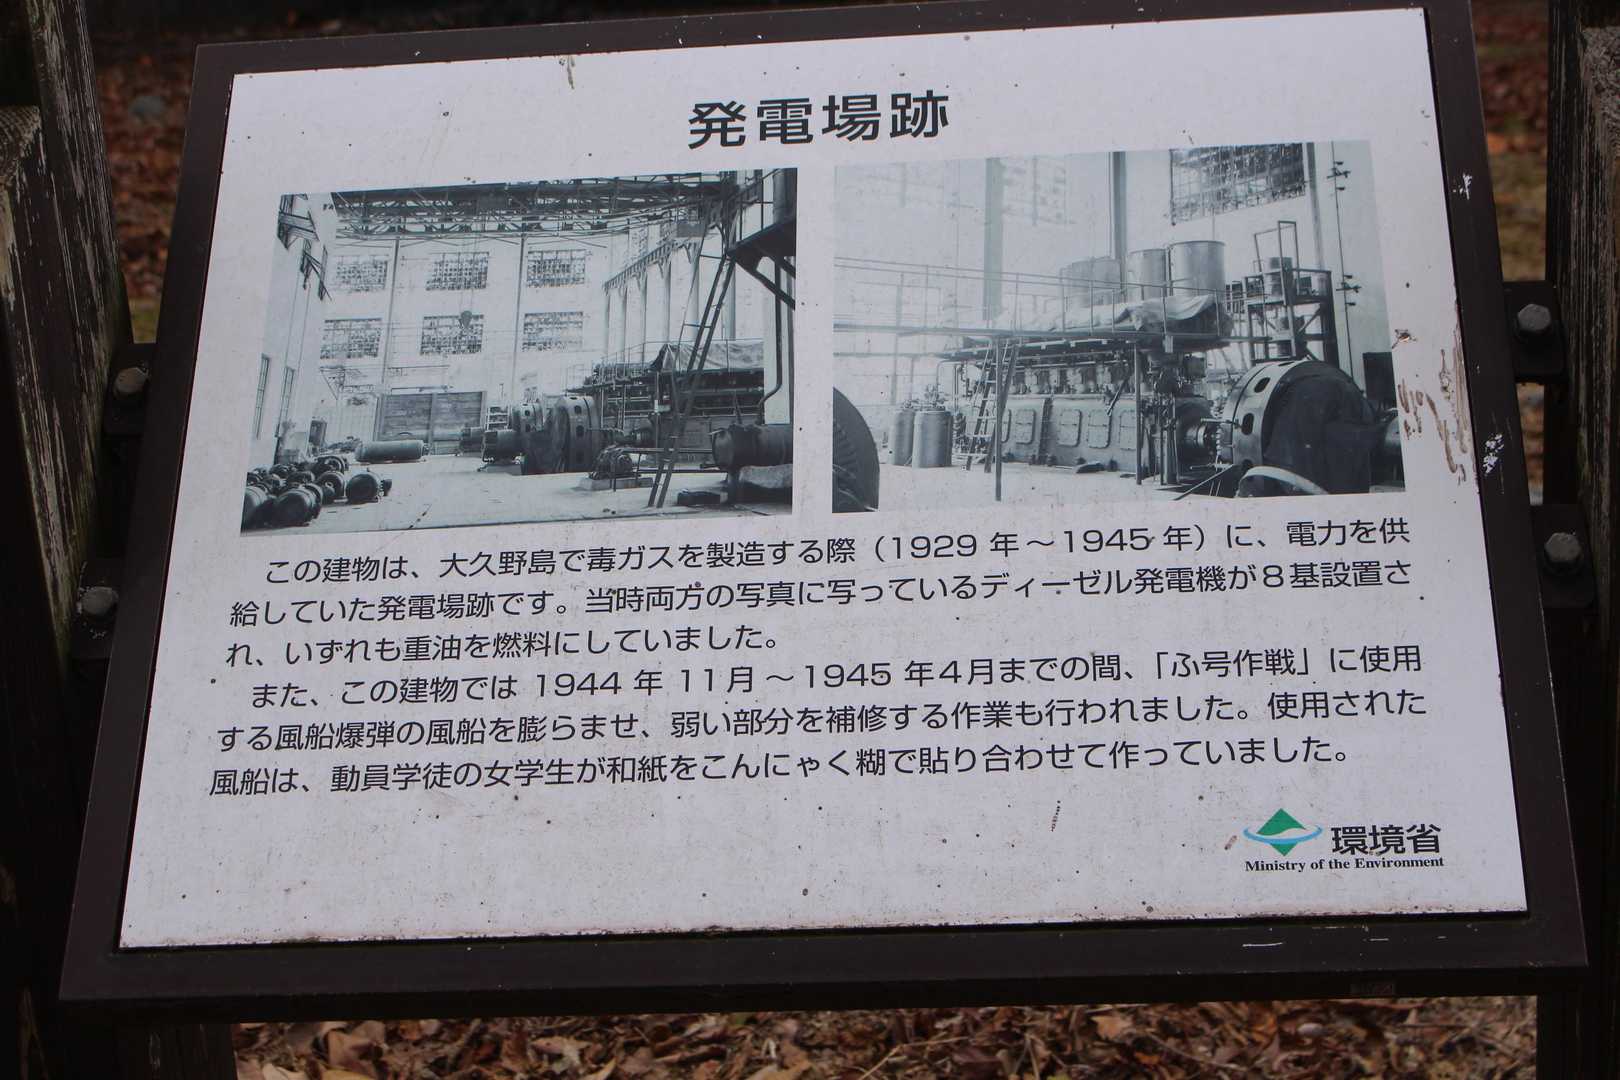 発電場跡
この建物は、大久野島で毒ガスを製造する際（1929 年～1945 年）に、電力を供
給していた発電場跡です。当時両方の写真に写っているディーゼル発電機が8基設置さ
れ、いずれも重油を燃料にしていました。
また、この建物では 1944 年 11月～1945 年4月までの間、「ふ号作戦」に使用
する風船爆弾の風船を膨らませ、弱い部分を補修する作業も行われました。使用された
風船は、動員学徒の女学生が和紙をこんにゃく糊で貼り合わせて作っていました。
環境省
Ministry of the Environment